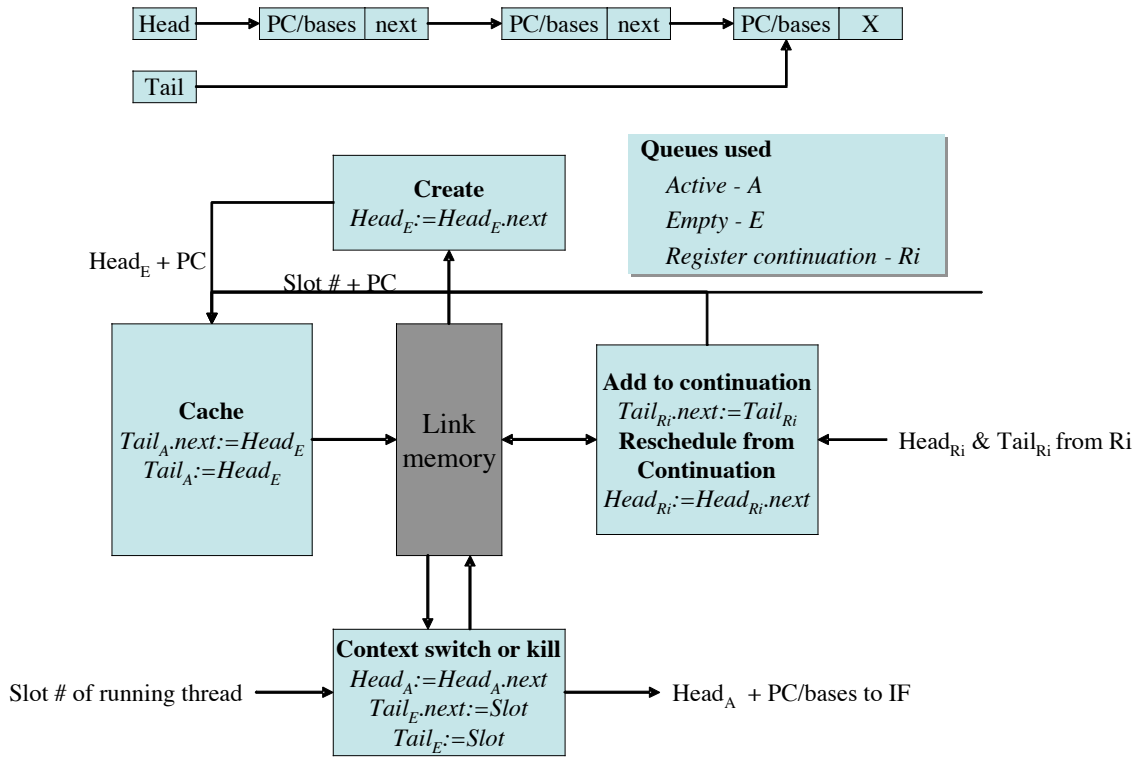 Head PC/bases next PC/bases next PC/bases X
Tail
Queues used
Active - A
Empty - E
Register continuation - Ri
Create
Head_E:=Head_E.next
Head_E + PC
Slot # + PC
Cache
Tail_A.next:=Head_E
Tail_A:=Head_E
Link
memory
Add to continuation
Tail_Ri.next:=Tail_Ri
Reschedule from
Continuation
Head_Ri:=Head_Ri.next
Head_Ri & Tail_Ri from Ri
Context switch or kill
Head_A:=Head_A.next
Tail_E.next:=Slot
Tail_E:=Slot
Slot # of running thread
Head_A + PC/bases to IF